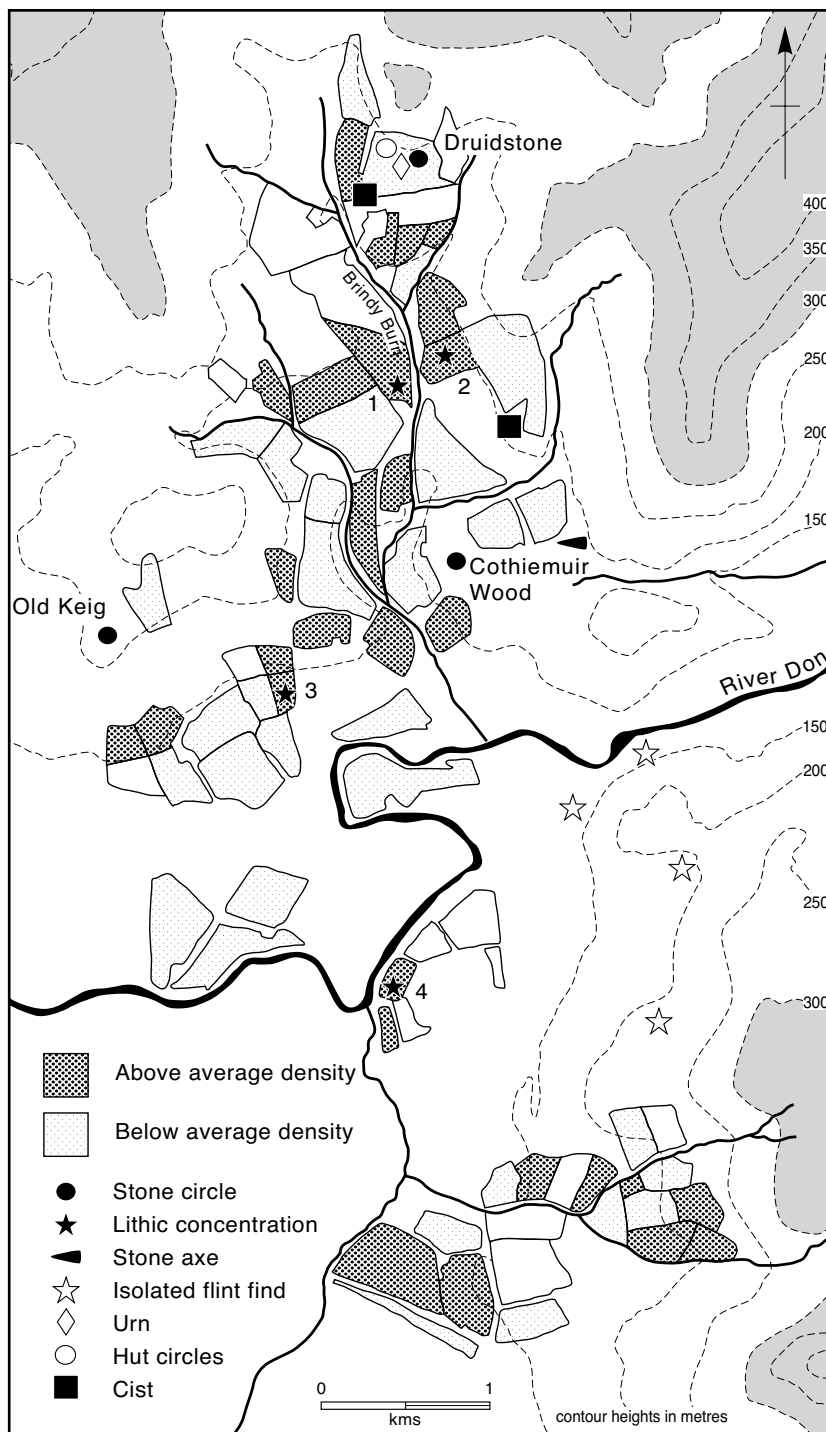 Druidstone
400
350
300
250
200
150
Brindy Burn
1
2
Cothiemuir
Wood
Old Keig
3
River Don
150
200
250
300
4
Above average density
Below average density
Stone circle
Lithic concentration
Stone axe
Isolated flint find
Urn
Hut circles
Cist
0 1
kms
contour heights in metres